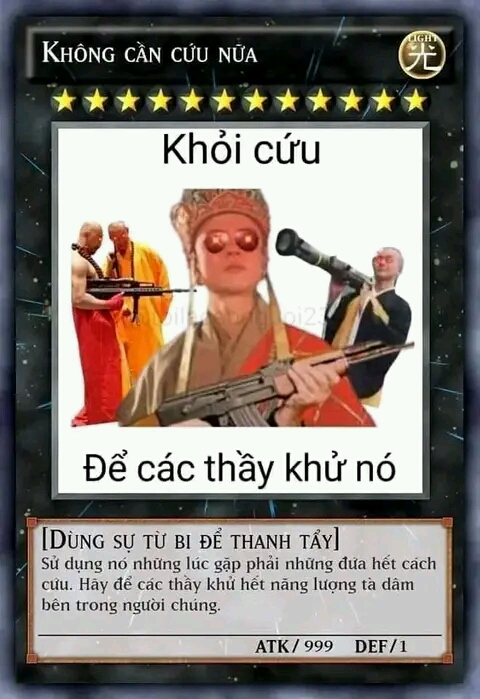 KHÔNG CẦN CỨU NỮA
LIGHT
光
Khỏi cứu
Để các thầy khử nó
[DÙNG SỰ TỪ BI ĐỂ THANH TẨY]
Sử dụng nó những lúc gặp phải những đứa hết cách
cứu. Hãy để các thầy khử hết năng lượng tà dâm
bên trong người chúng.
ATK/ 999 DEF/1